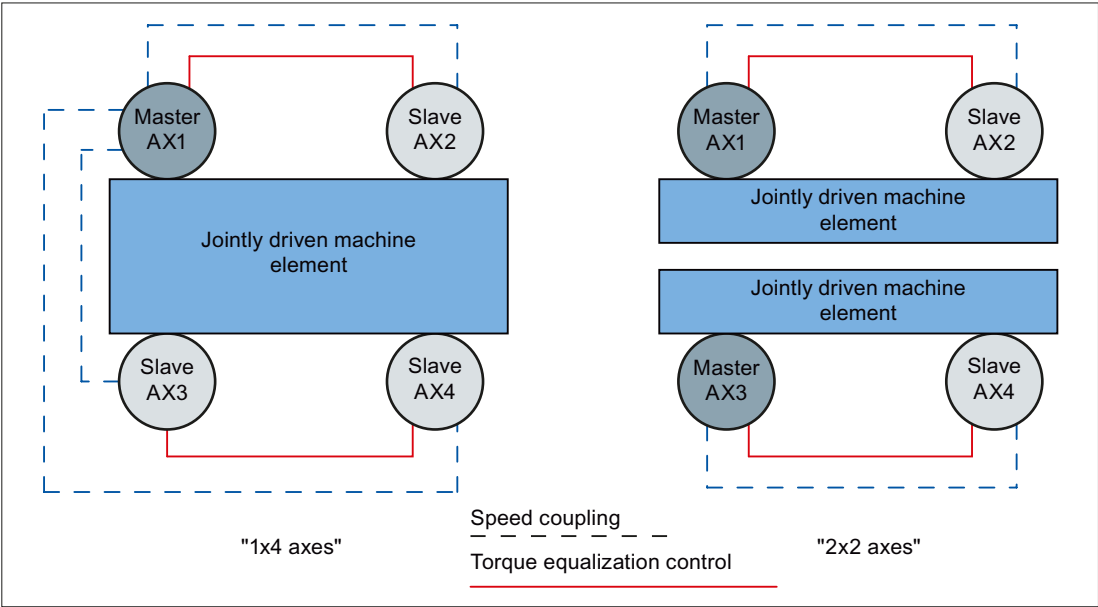 Master
AX1
Slave
AX2
Jointly driven machine
element
Slave
AX3
Slave
AX4
"1x4 axes"
Master
AX1
Slave
AX2
Jointly driven machine
element
Jointly driven machine
element
Master
AX3
Slave
AX4
"2x2 axes"
Speed coupling
Torque equalization control